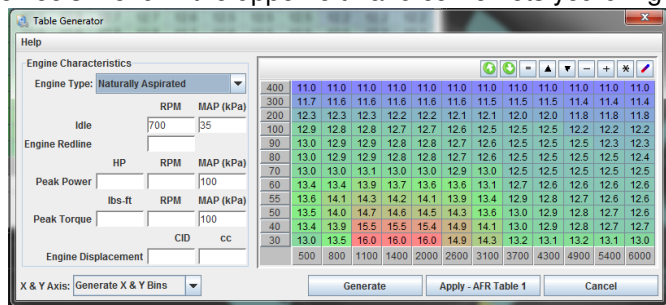 Table Generator
Help
Engine Characteristics
Engine Type: Naturally Aspirated
RPM MAP (kPa)
Idle 700 35
Engine Redline
HP RPM MAP (kPa)
Peak Power 100
lbs-ft RPM MAP (kPa)
Peak Torque 100
CID cc
Engine Displacement
X & Y Axis: Generate X & Y Bins
400 11.0 11.0 11.0 11.0 11.0 11.0 11.0 11.0 11.0 11.0 11.0 11.0
300 11.7 11.6 11.6 11.6 11.6 11.6 11.5 11.5 11.5 11.4 11.4 11.4
200 12.3 12.3 12.3 12.2 12.2 12.1 12.1 12.0 12.0 11.8 11.8 11.8
100 12.9 12.8 12.8 12.7 12.7 12.6 12.5 12.5 12.5 12.2 12.2 12.2
90 13.0 12.9 12.9 12.8 12.8 12.7 12.6 12.5 12.5 12.5 12.3 12.3
80 13.0 12.9 12.9 12.8 12.8 12.7 12.6 12.5 12.5 12.5 12.5 12.4
70 13.0 13.0 13.1 13.0 13.0 12.9 13.0 12.5 12.5 12.5 12.5 12.5
60 13.4 13.4 13.9 13.7 13.6 13.6 13.1 12.7 12.6 12.6 12.6 12.6
55 13.6 14.1 14.3 14.2 14.1 13.9 13.4 12.9 12.8 12.7 12.6 12.6
50 13.5 14.0 14.7 14.6 14.5 14.3 13.6 13.0 12.9 12.8 12.7 12.6
40 13.4 13.9 15.5 15.5 15.4 14.9 14.1 13.0 12.9 12.8 12.7 12.7
30 13.0 13.5 16.0 16.0 16.0 14.9 14.3 13.2 13.1 13.2 13.1 13.0
500 800 1100 1400 2000 2600 3100 3700 4300 4900 5400 6000
Generate Apply - AFR Table 1 Cancel